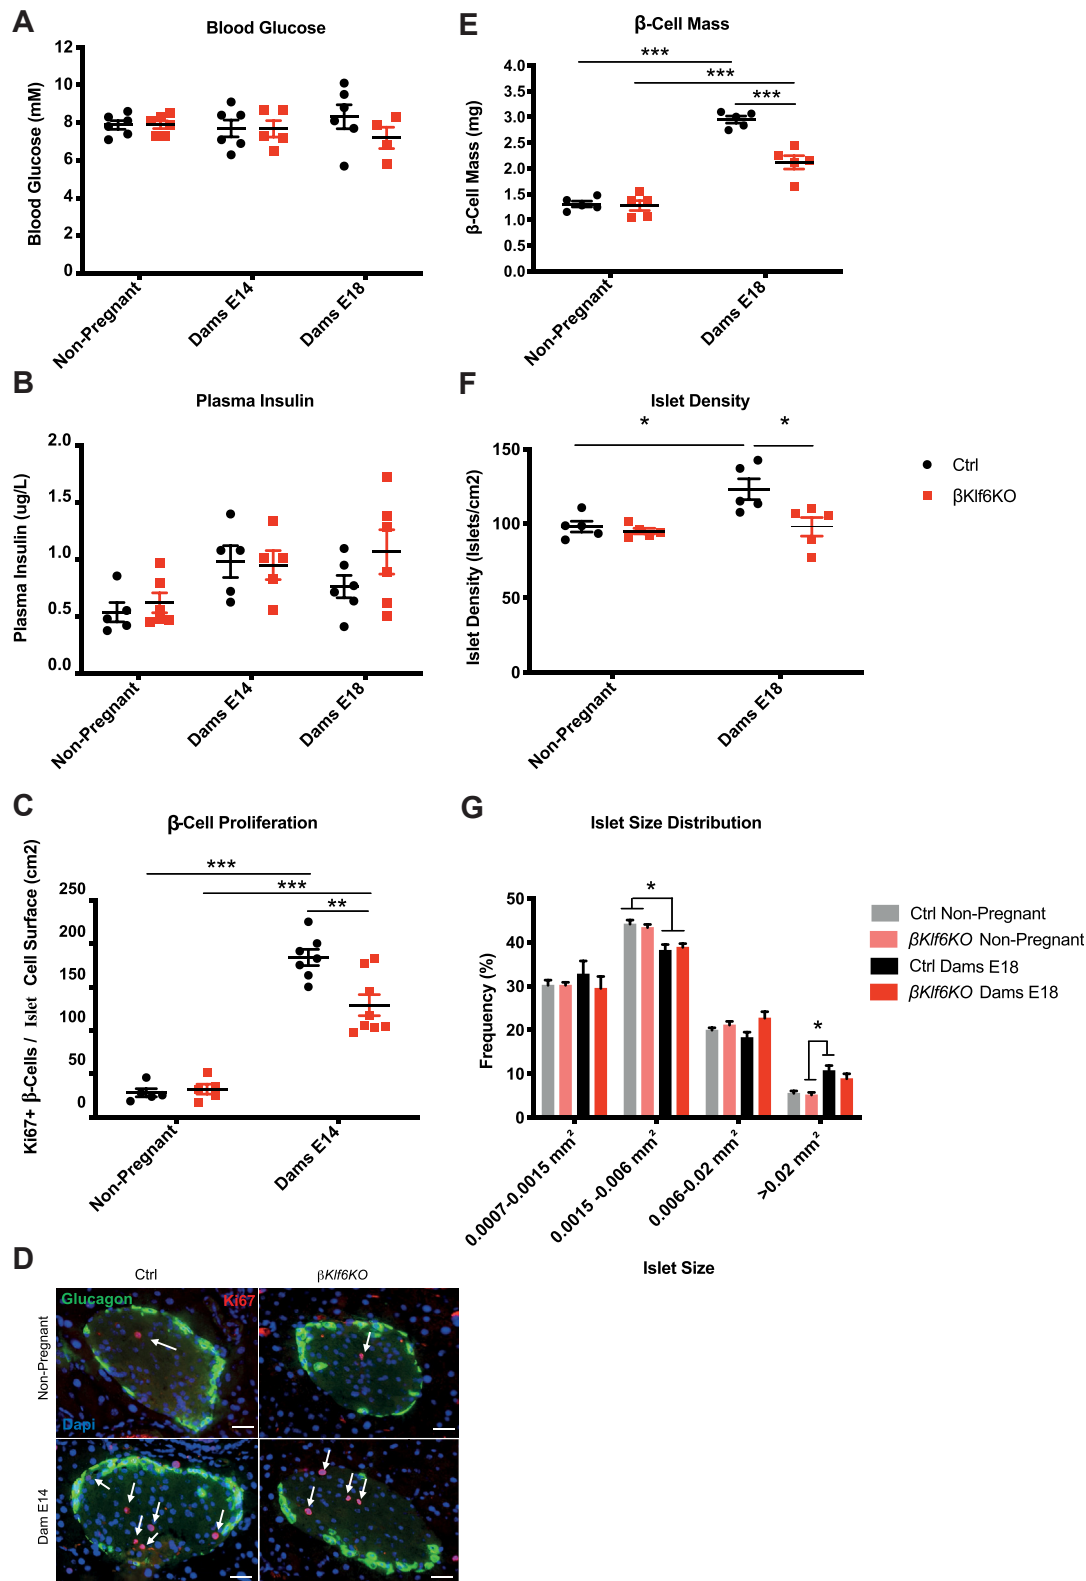 A
Blood Glucose
Blood Glucose (mM)
12
10
8
6
4
2
0
Non-Pregnant
Dams E14
Dams E18
B
Plasma Insulin
Plasma Insulin (ug/L)
2.0
1.5
1.0
0.5
0.0
Non-Pregnant
Dams E14
Dams E18
C
β-Cell Proliferation
Ki67+ β-Cells / Islet Cell Surface (cm2)
250
200
150
100
50
0
***
***
**
Non-Pregnant
Dams E14
D
Ctrl
βKlf6KO
Non-Pregnant
Dam E14
Glucagon
Ki67
Dapi
E
β-Cell Mass
β-Cell Mass (mg)
4.0
3.5
3.0
2.5
2.0
1.5
1.0
0.5
0.0
***
***
***
Non-Pregnant
Dams E18
F
Islet Density
Islet Density (Islets/cm2)
150
100
50
0
*
*
Non-Pregnant
Dams E18
Ctrl
βKlf6KO
G
Islet Size Distribution
Frequency (%)
50
40
30
20
10
0
*
*
0.0007-0.0015 mm²
0.0015 -0.006 mm²
0.006-0.02 mm²
>0.02 mm²
Islet Size
Ctrl Non-Pregnant
βKlf6KO Non-Pregnant
Ctrl Dams E18
βKlf6KO Dams E18